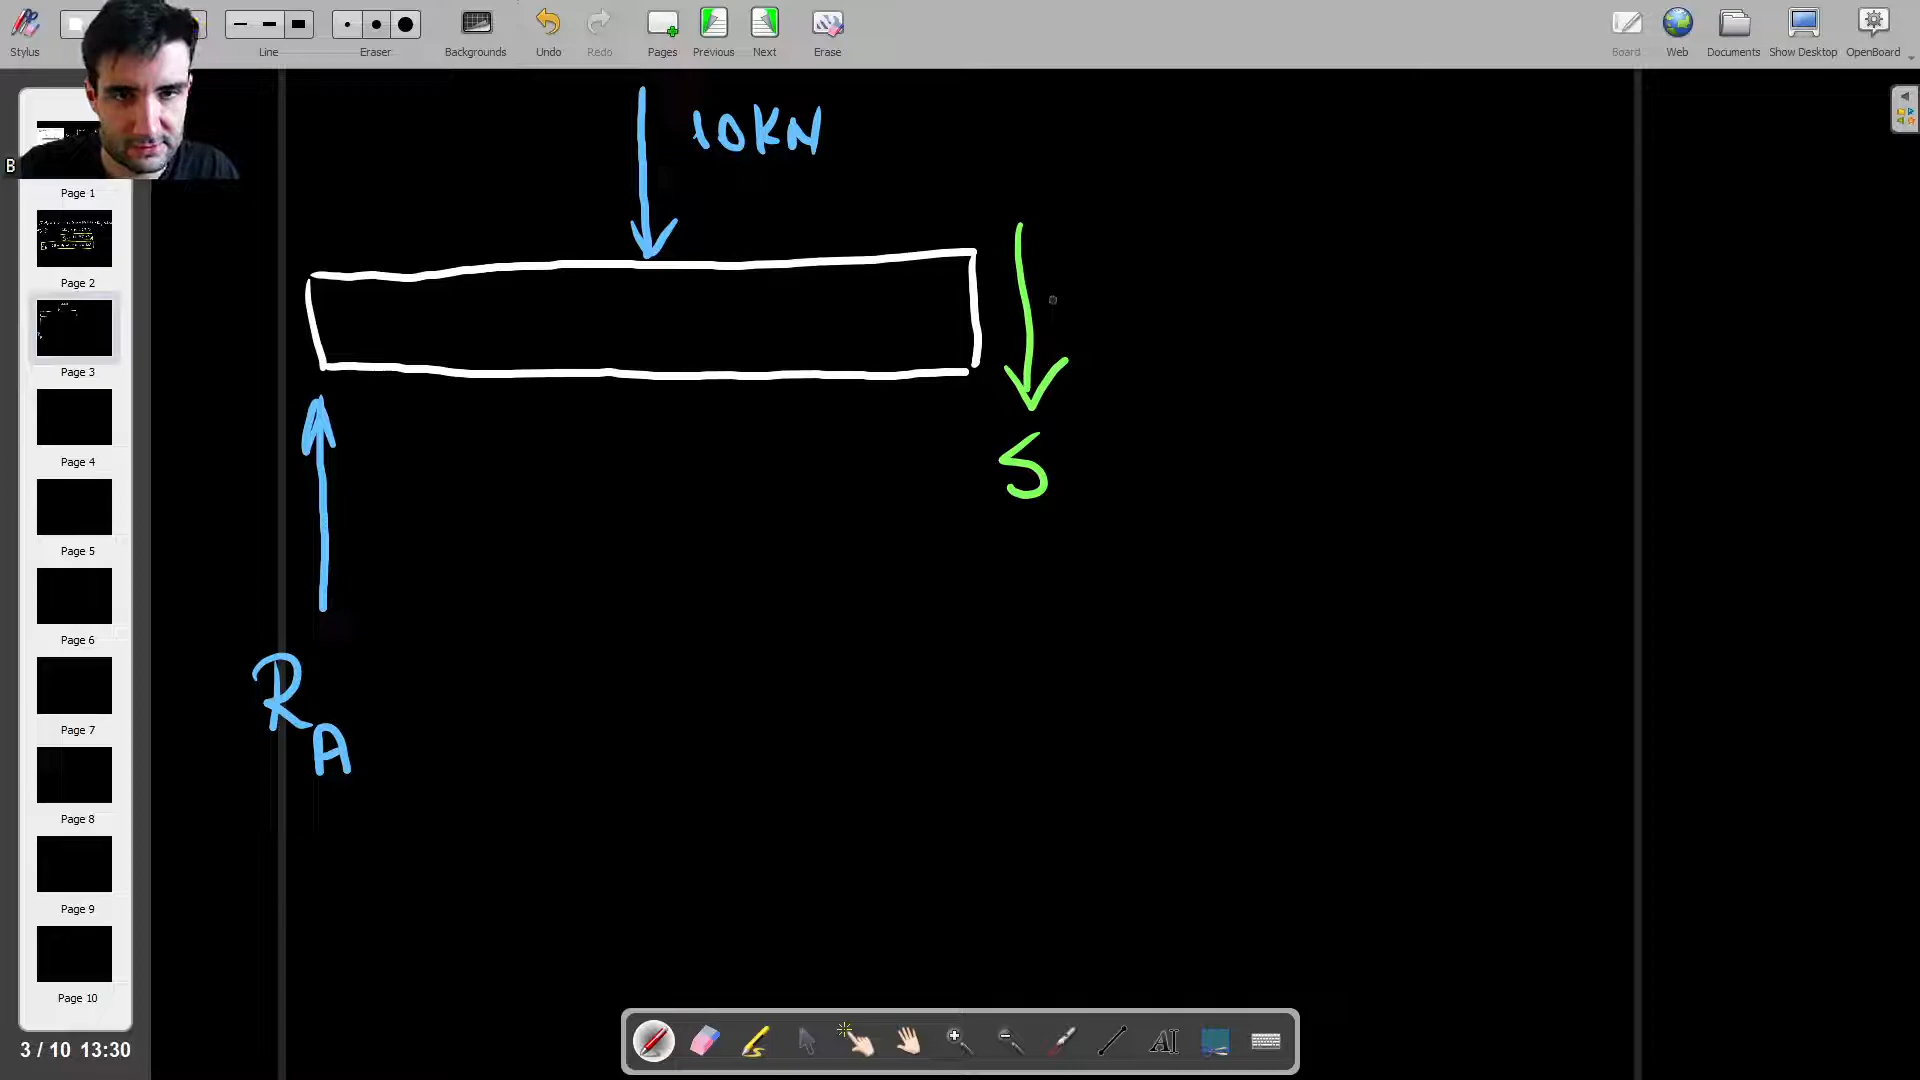 Stylus
Line
Eraser
Backgrounds
Undo
Redo
Pages
Previous
Next
Erase
Board
Web
Documents
Show Desktop
OpenBoard
B
Page 1
Page 2
Page 3
Page 4
Page 5
Page 6
Page 7
Page 8
Page 9
Page 10
3 / 10 13:30
10KN
S
R
A
AI